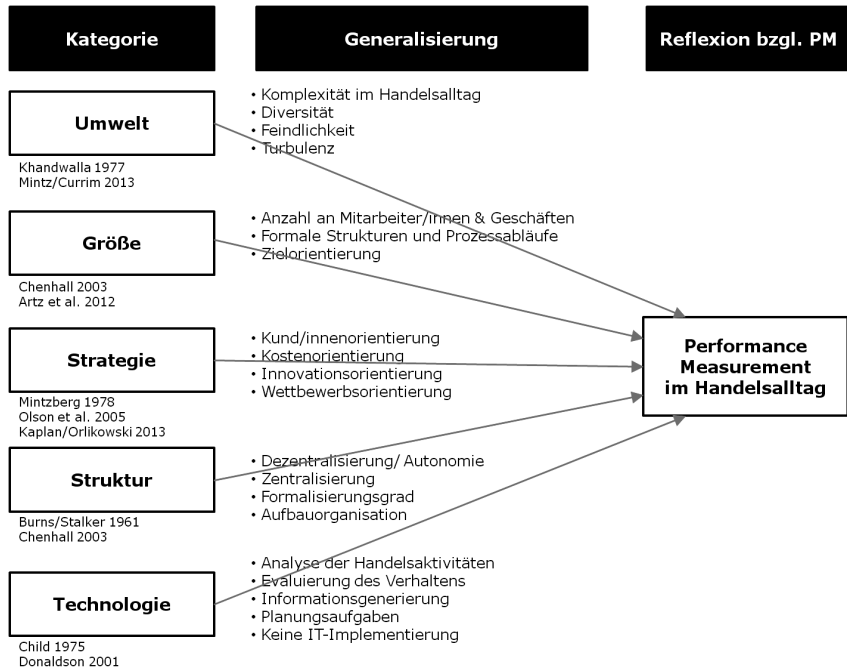 Kategorie
Generalisierung
Reflexion bzgl. PM
Umwelt
Khandwalla 1977
Mintz/Currim 2013
• Komplexität im Handelsalltag
• Diversität
• Feindlichkeit
• Turbulenz
Größe
Chenhall 2003
Artz et al. 2012
• Anzahl an Mitarbeiter/innen & Geschäften
• Formale Strukturen und Prozessabläufe
• Zielorientierung
Strategie
Mintzberg 1978
Olson et al. 2005
Kaplan/Orlikowski 2013
• Kund/innenorientierung
• Kostenorientierung
• Innovationsorientierung
• Wettbewerbsorientierung
Struktur
Burns/Stalker 1961
Chenhall 2003
• Dezentralisierung/ Autonomie
• Zentralisierung
• Formalisierungsgrad
• Aufbauorganisation
Technologie
Child 1975
Donaldson 2001
• Analyse der Handelsaktivitäten
• Evaluierung des Verhaltens
• Informationsgenerierung
• Planungsaufgaben
• Keine IT-Implementierung
Performance
Measurement
im Handelsalltag